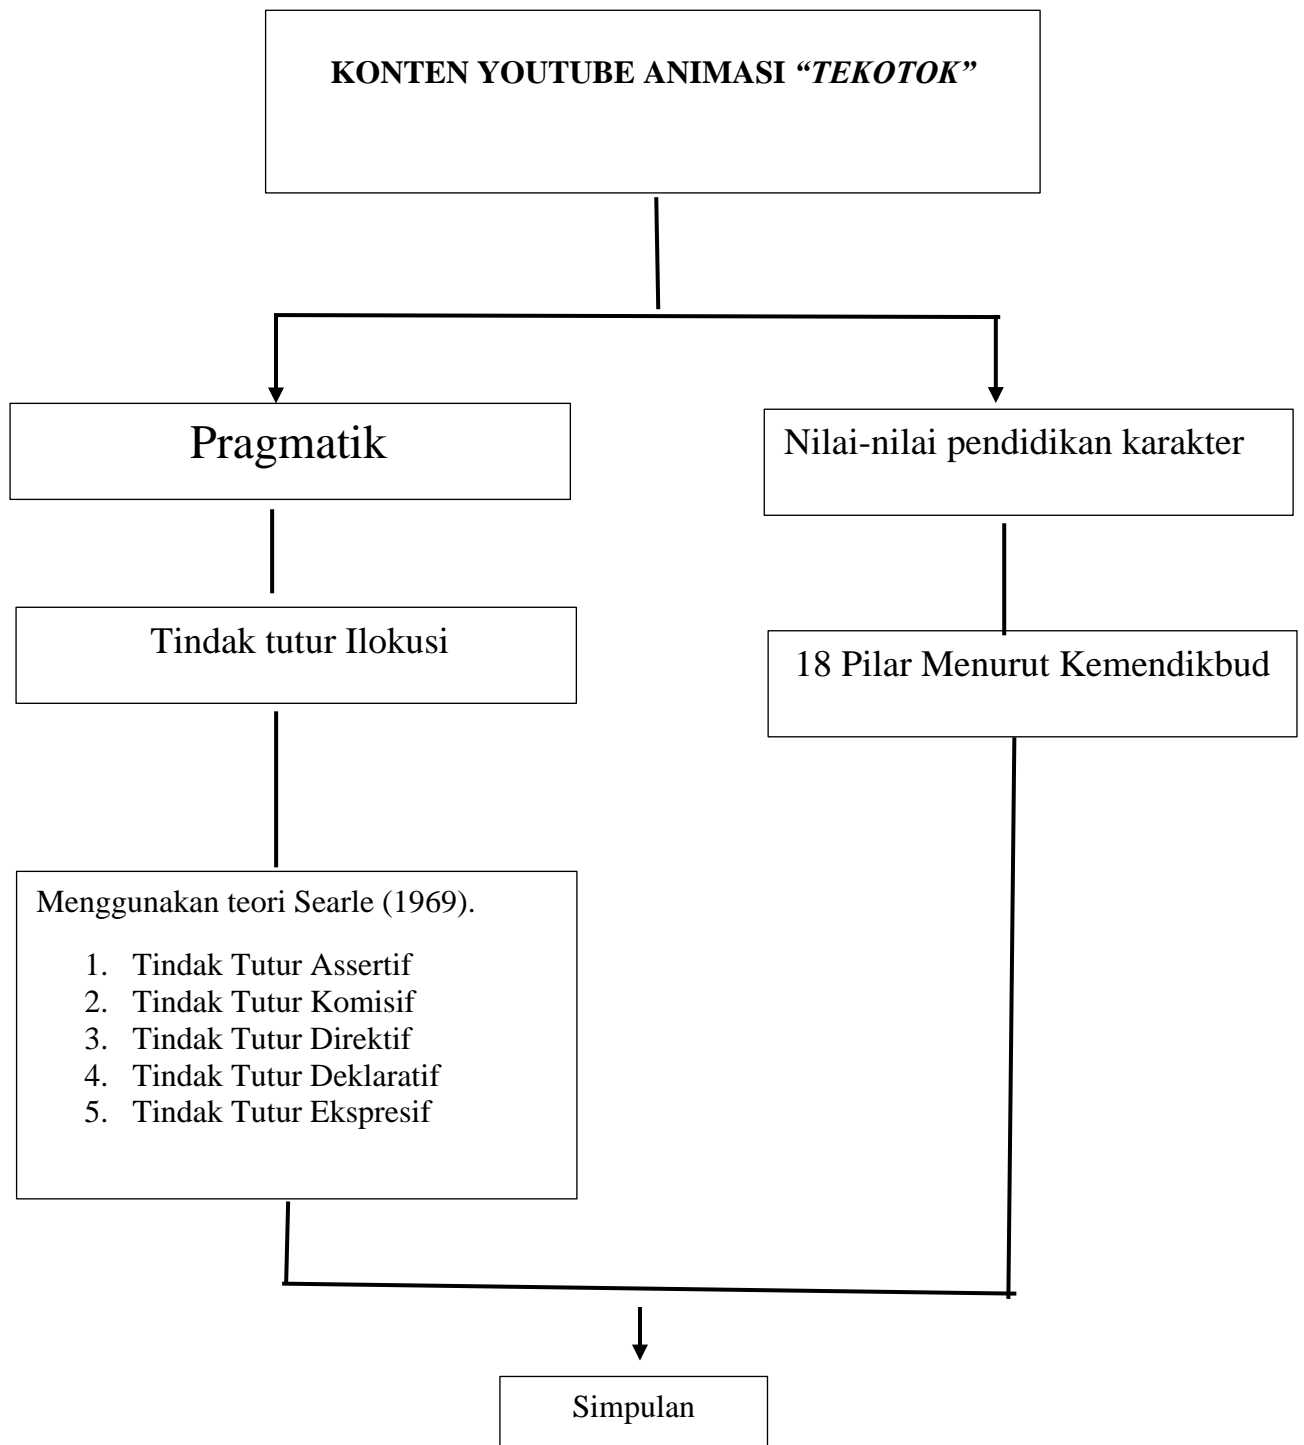 KONTEN YOUTUBE ANIMASI “TEKOTOK”
Pragmatik
Nilai-nilai pendidikan karakter
Tindak tutur Ilokusi
18 Pilar Menurut Kemendikbud
Menggunakan teori Searle (1969).
1. Tindak Tutur Assertif
2. Tindak Tutur Komisif
3. Tindak Tutur Direktif
4. Tindak Tutur Deklaratif
5. Tindak Tutur Ekspresif
Simpulan